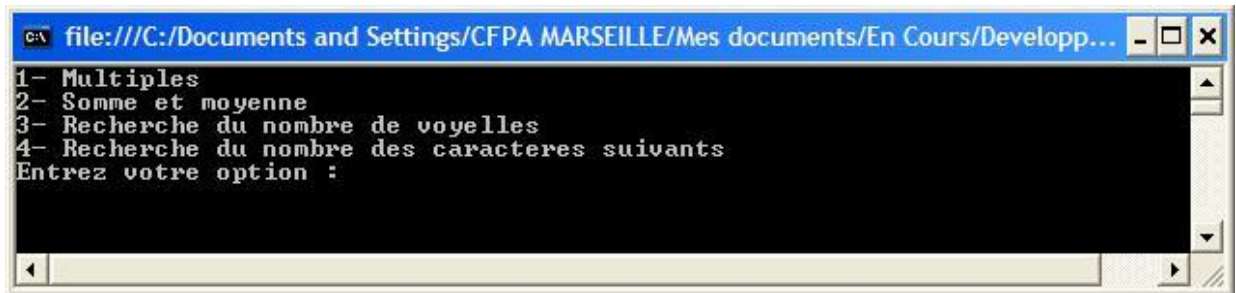 file:///C:/Documents and Settings/CFPA MARSEILLE/Mes documents/En Cours/Developp...
1- Multiples
2- Somme et moyenne
3- Recherche du nombre de voyelles
4- Recherche du nombre des caracteres suivants
Entrez votre option :